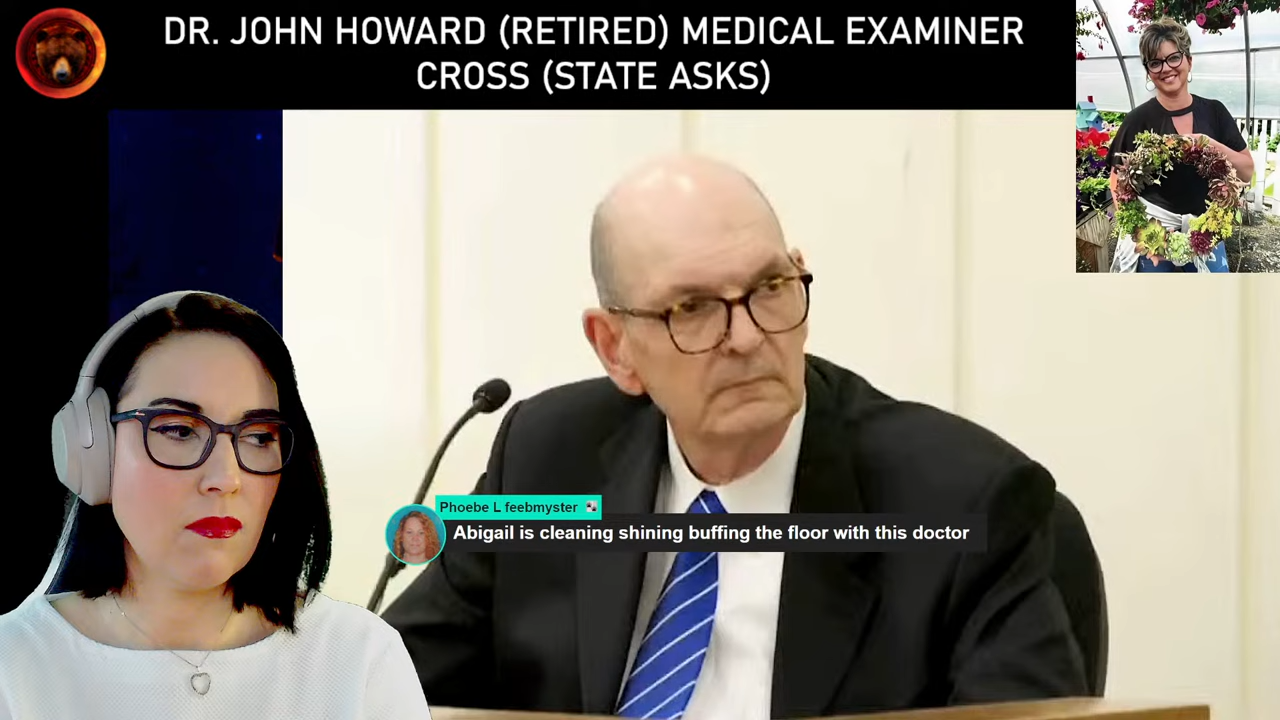 DR. JOHN HOWARD (RETIRED) MEDICAL EXAMINER
CROSS (STATE ASKS)
Phoebe L feebmyster
Abigail is cleaning shining buffing the floor with this doctor